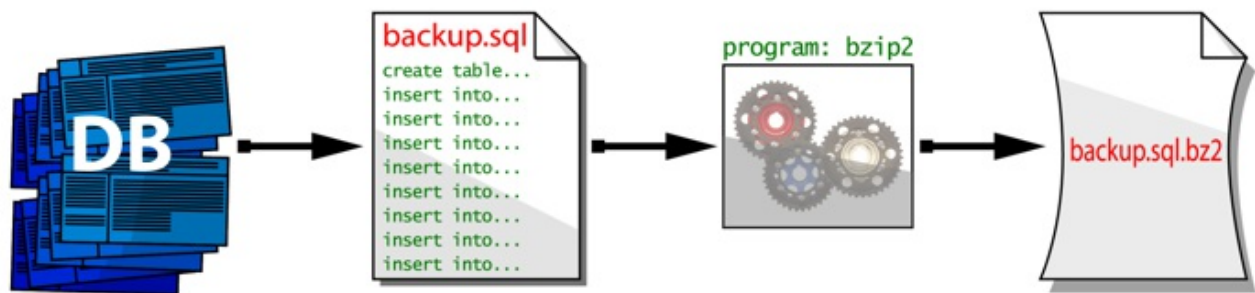 DB
backup.sql
create table...
insert into...
insert into...
insert into...
insert into...
insert into...
insert into...
insert into...
insert into...
program: bzip2
backup.sql.bz2